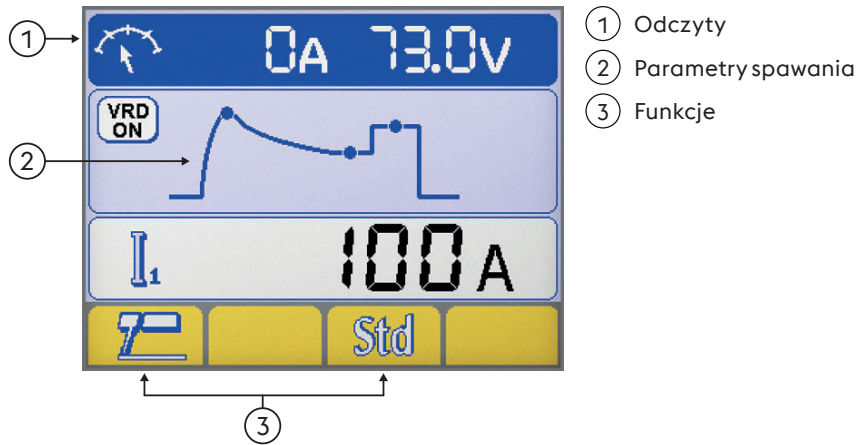 1
0A 73.0V
1 Odczyty
2 Parametry spawania
3 Funkcje
VRD
ON
2
I1
100A
Std
3